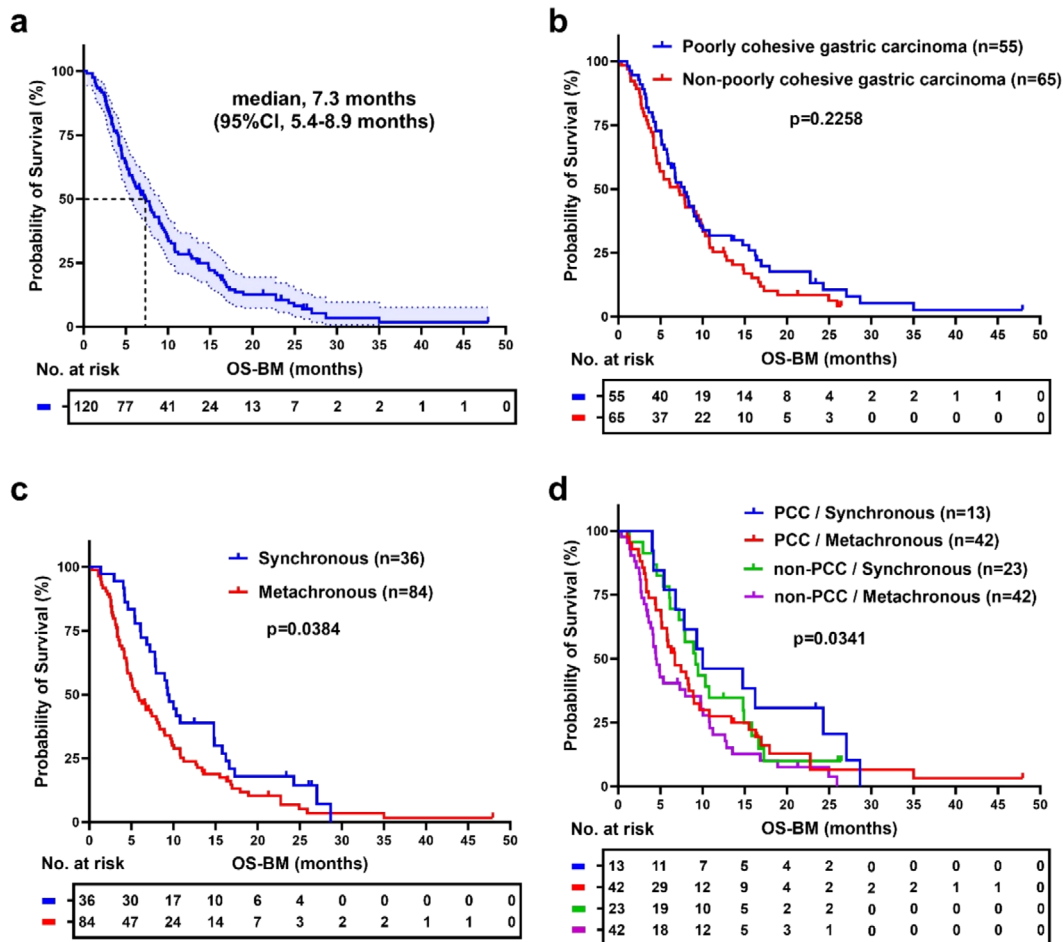 a
Probability of Survival (%)
100
75
50
25
0
median, 7.3 months
(95%CI, 5.4-8.9 months)
0 5 10 15 20 25 30 35 40 45 50
No. at risk
OS-BM (months)
120 77 41 24 13 7 2 2 1 1 0
b
Probability of Survival (%)
100
75
50
25
0
Poorly cohesive gastric carcinoma (n=55)
Non-poorly cohesive gastric carcinoma (n=65)
p=0.2258
0 5 10 15 20 25 30 35 40 45 50
No. at risk
OS-BM (months)
55 40 19 14 8 4 2 2 1 1 0
65 37 22 10 5 3 0 0 0 0 0
c
Probability of Survival (%)
100
75
50
25
0
Synchronous (n=36)
Metachronous (n=84)
p=0.0384
0 5 10 15 20 25 30 35 40 45 50
No. at risk
OS-BM (months)
36 30 17 10 6 4 0 0 0 0 0
84 47 24 14 7 3 2 2 1 1 0
d
Probability of Survival (%)
100
75
50
25
0
PCC / Synchronous (n=13)
PCC / Metachronous (n=42)
non-PCC / Synchronous (n=23)
non-PCC / Metachronous (n=42)
p=0.0341
0 5 10 15 20 25 30 35 40 45 50
No. at risk
OS-BM (months)
13 11 7 5 4 2 0 0 0 0 0
42 29 12 9 4 2 2 2 1 1 0
23 19 10 5 2 2 0 0 0 0 0
42 18 12 5 3 1 0 0 0 0 0